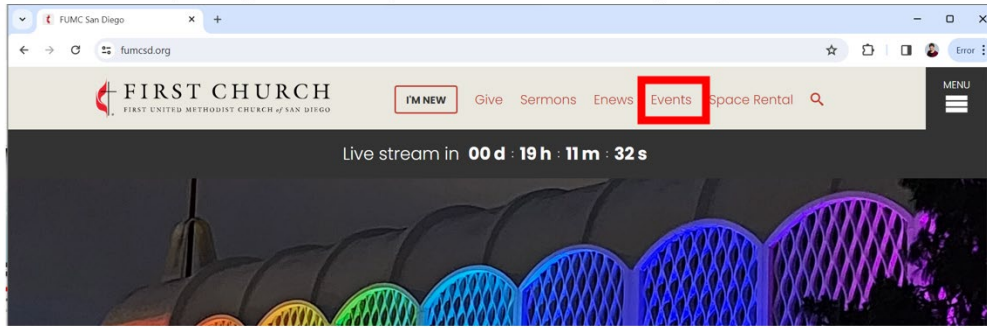 FUMC San Diego
fumcsd.org
Error
FIRST CHURCH
FIRST UNITED METHODIST CHURCH of SAN DIEGO
I'M NEW Give Sermons Enews Events Space Rental
MENU
Live stream in 00 d : 19 h : 11 m : 32 s